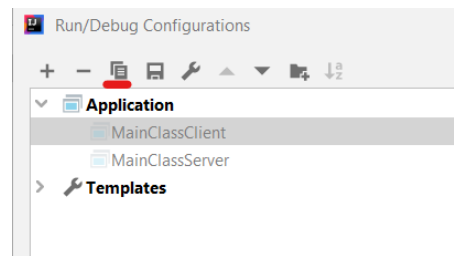 Run/Debug Configurations
Application
MainClassClient
MainClassServer
Templates